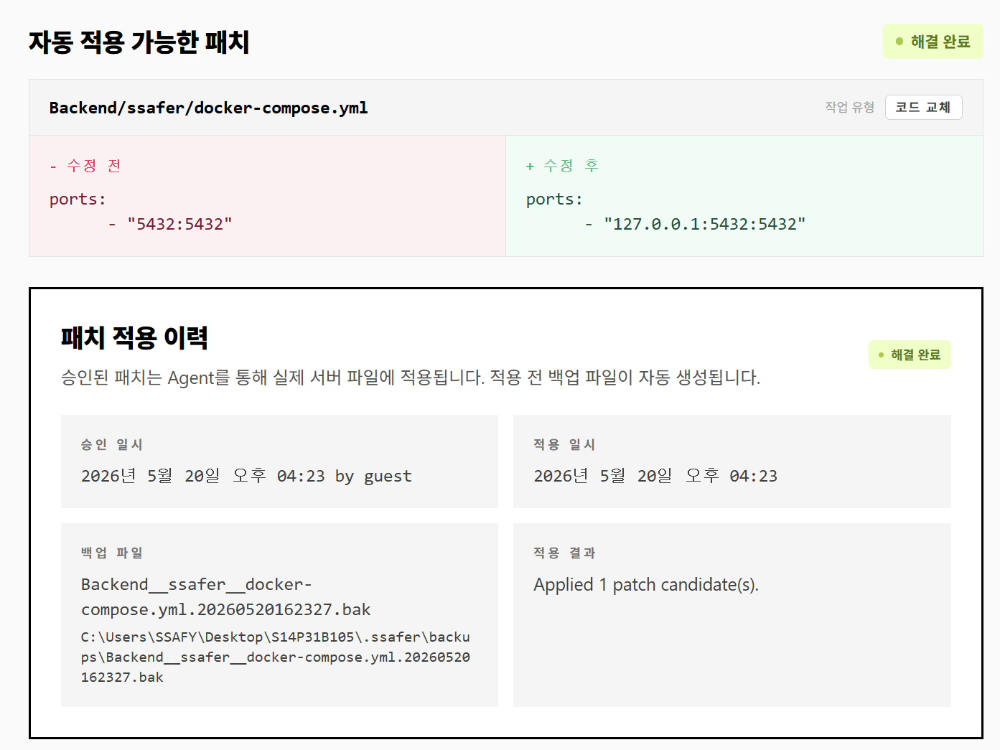 자동 적용 가능한 패치
해결 완료
Backend/ssafer/docker-compose.yml
작업 유형
코드 교체
- 수정 전
ports:
- "5432:5432"
+ 수정 후
ports:
- "127.0.0.1:5432:5432"
패치 적용 이력
해결 완료
승인된 패치는 Agent를 통해 실제 서버 파일에 적용됩니다. 적용 전 백업 파일이 자동 생성됩니다.
승인 일시
2026년 5월 20일 오후 04:23 by guest
적용 일시
2026년 5월 20일 오후 04:23
백업 파일
Backend__ssafer__docker-
compose.yml.20260520162327.bak
C:\Users\SSAFY\Desktop\S14P31B105\.ssafer\backu
ps\Backend__ssafer__docker-compose.yml.20260520
162327.bak
적용 결과
Applied 1 patch candidate(s).